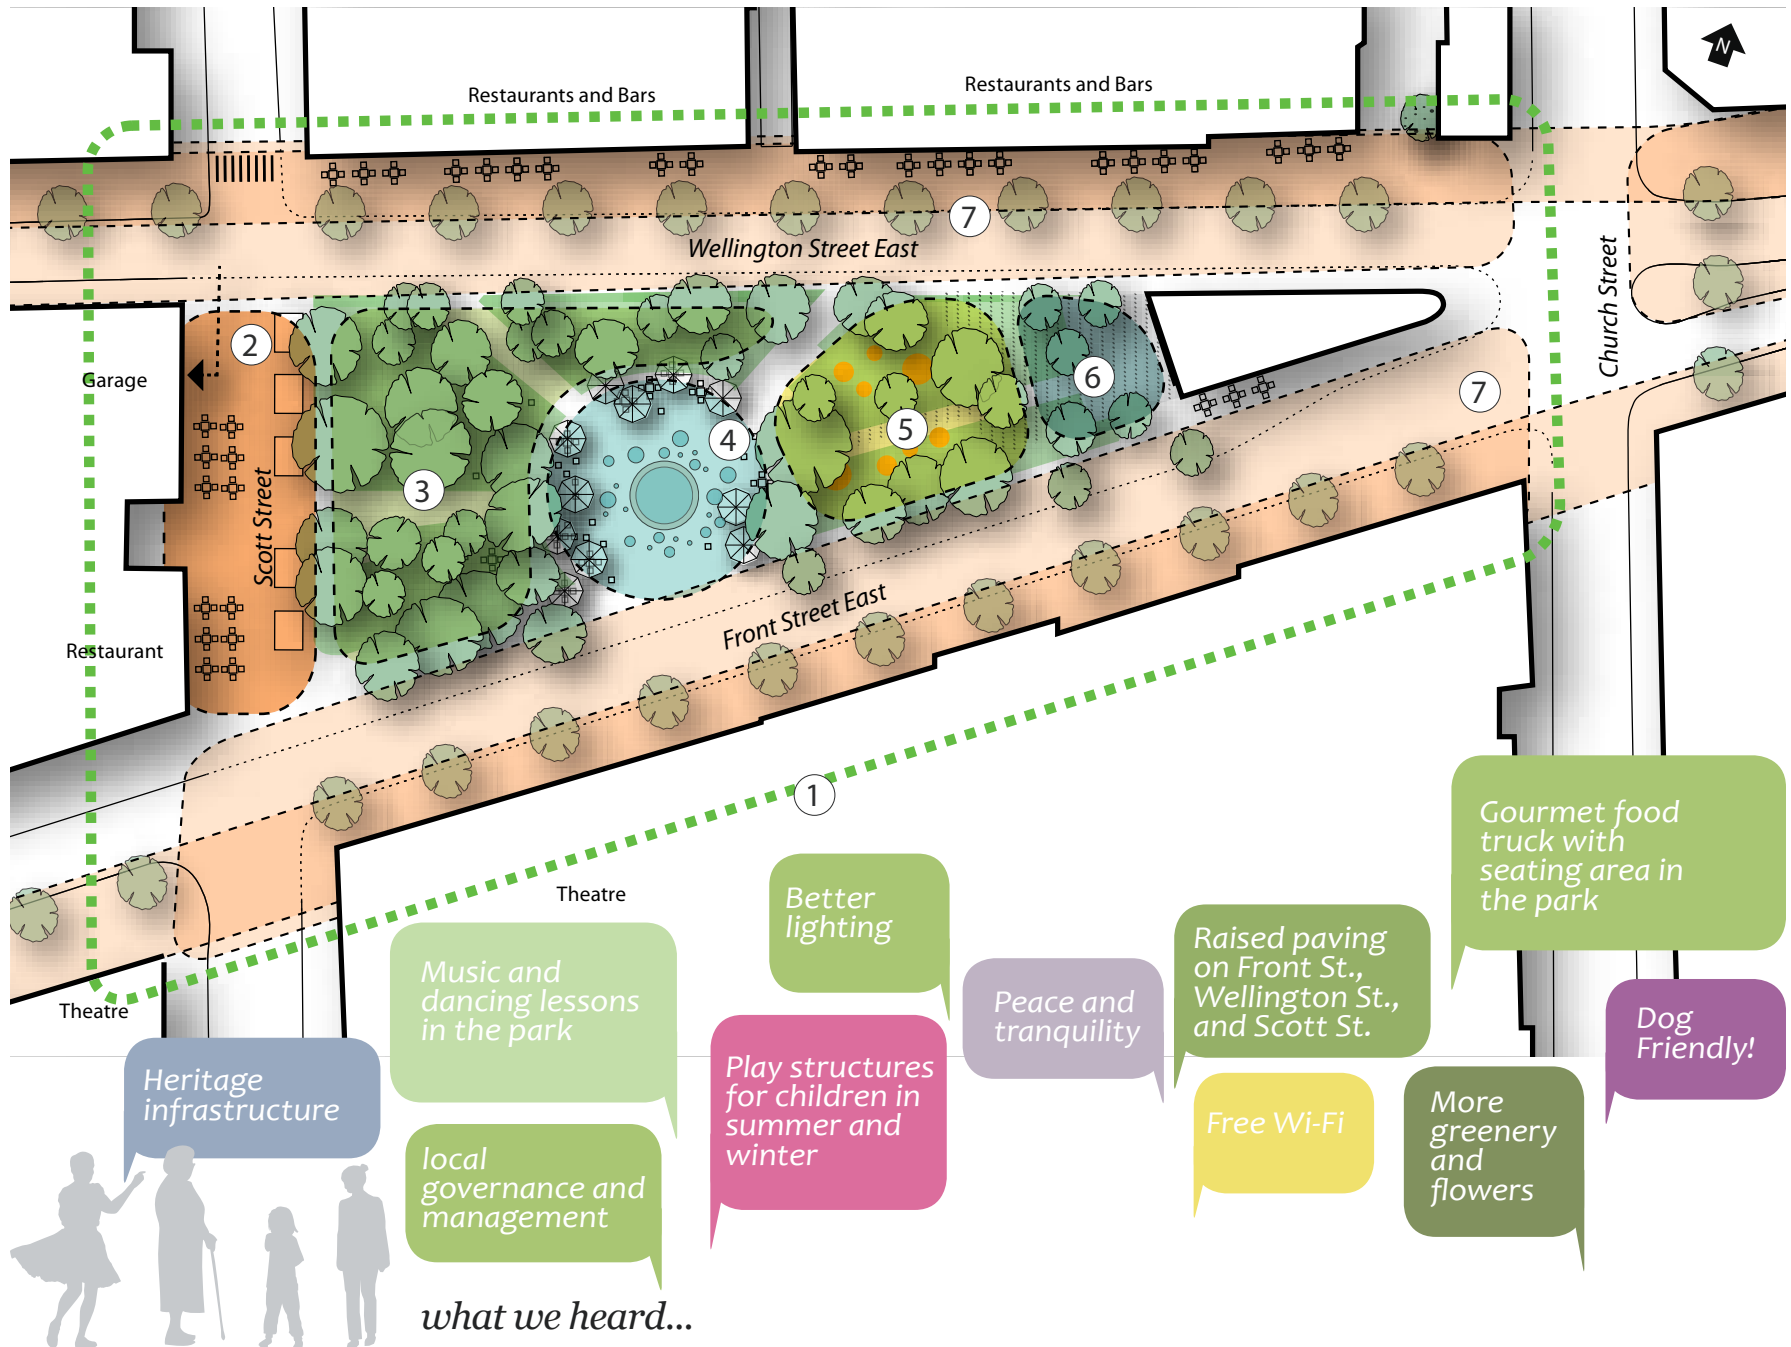 N
Restaurants and Bars
Restaurants and Bars
7
Wellington Street East
Church Street
2
Garage
6
7
4
5
3
Scott Street
Front Street East
Restaurant
1
Theatre
Theatre
Gourmet food
truck with
seating area in
the park
Better
lighting
Raised paving
on Front St.,
Wellington St.,
and Scott St.
Music and
dancing lessons
in the park
Peace and
tranquility
Dog
Friendly!
Heritage
infrastructure
Play structures
for children in
summer and
winter
Free Wi-Fi
More
greenery
and
flowers
local
governance and
management
what we heard...